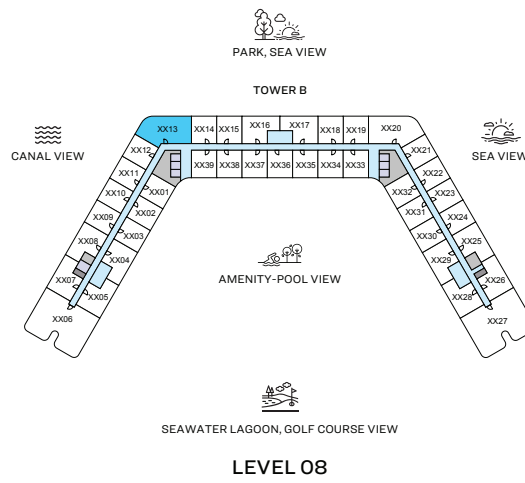 PARK, SEA VIEW
TOWER B
XX13 XX14 XX15 XX16 XX17 XX18 XX19 XX20
CANAL VIEW
SEA VIEW
XX12 XX21
XX39 XX38 XX37 XX36 XX35 XX34 XX33
XX11 XX22
XX01 XX32
XX10 XX23
XX02 XX31
XX09 XX24
XX03 XX30
XX08 XX25
XX04 XX29
XX07 XX26
XX05 XX28
XX06 XX27
AMENITY-POOL VIEW
SEAWATER LAGOON, GOLF COURSE VIEW
LEVEL 08